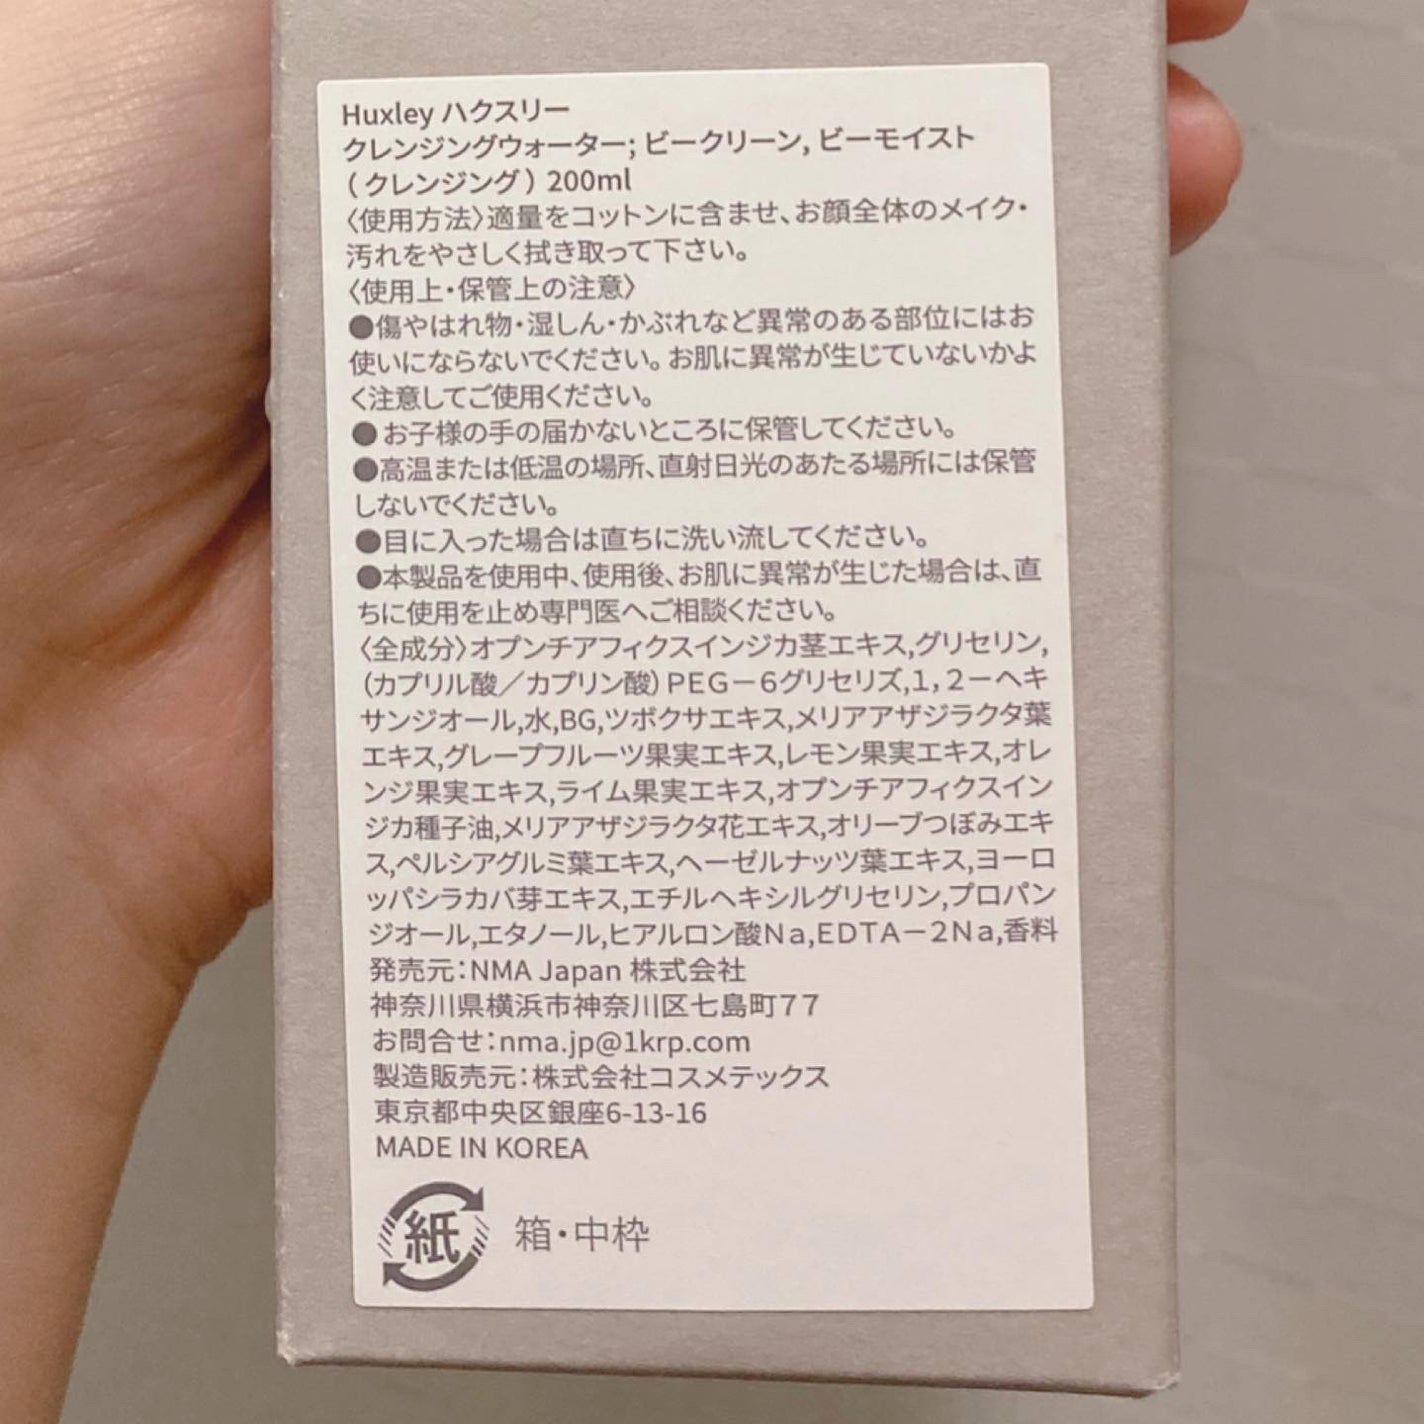 Huxley ハクスリー
クレンジングウォーター; ビークリーン, ビーモイスト
（クレンジング）200ml
〈使用方法〉適量をコットンに含ませ、お顔全体のメイク・
汚れをやさしく拭き取って下さい。
〈使用上・保管上の注意〉
●傷やはれ物・湿しん・かぶれなど異常のある部位にはお
使いにならないでください。お肌に異常が生じていないかよ
く注意してご使用ください。
●お子様の手の届かないところに保管してください。
●高温または低温の場所、直射日光のあたる場所には保管
しないでください。
●目に入った場合は直ちに洗い流してください。
●本製品を使用中、使用後、お肌に異常が生じた場合は、直
ちに使用を止め専門医へご相談ください。
〈全成分〉オプンチアフィクスインジカ茎エキス,グリセリン,
（カプリル酸／カプリン酸）ＰＥＧ－６グリセリズ,１，２－ヘキ
サンジオール,水,BG,ツボクサエキス,メリアアザジラクタ葉
エキス,グレープフルーツ果実エキス,レモン果実エキス,オレ
ンジ果実エキス,ライム果実エキス,オプンチアフィクスイン
ジカ種子油,メリアアザジラクタ花エキス,オリーブつぼみエキ
ス,ペルシアグルミ葉エキス,ヘーゼルナッツ葉エキス,ヨーロ
ッパシラカバ芽エキス,エチルヘキシルグリセリン,プロパン
ジオール,エタノール,ヒアルロン酸Ｎａ,ＥＤＴＡ－２Ｎａ,香料
発売元：NMA Japan 株式会社
神奈川県横浜市神奈川区七島町７７
お問合せ：nma.jp@1krp.com
製造販売元：株式会社コスメテックス
東京都中央区銀座6-13-16
MADE IN KOREA
紙 箱・中枠